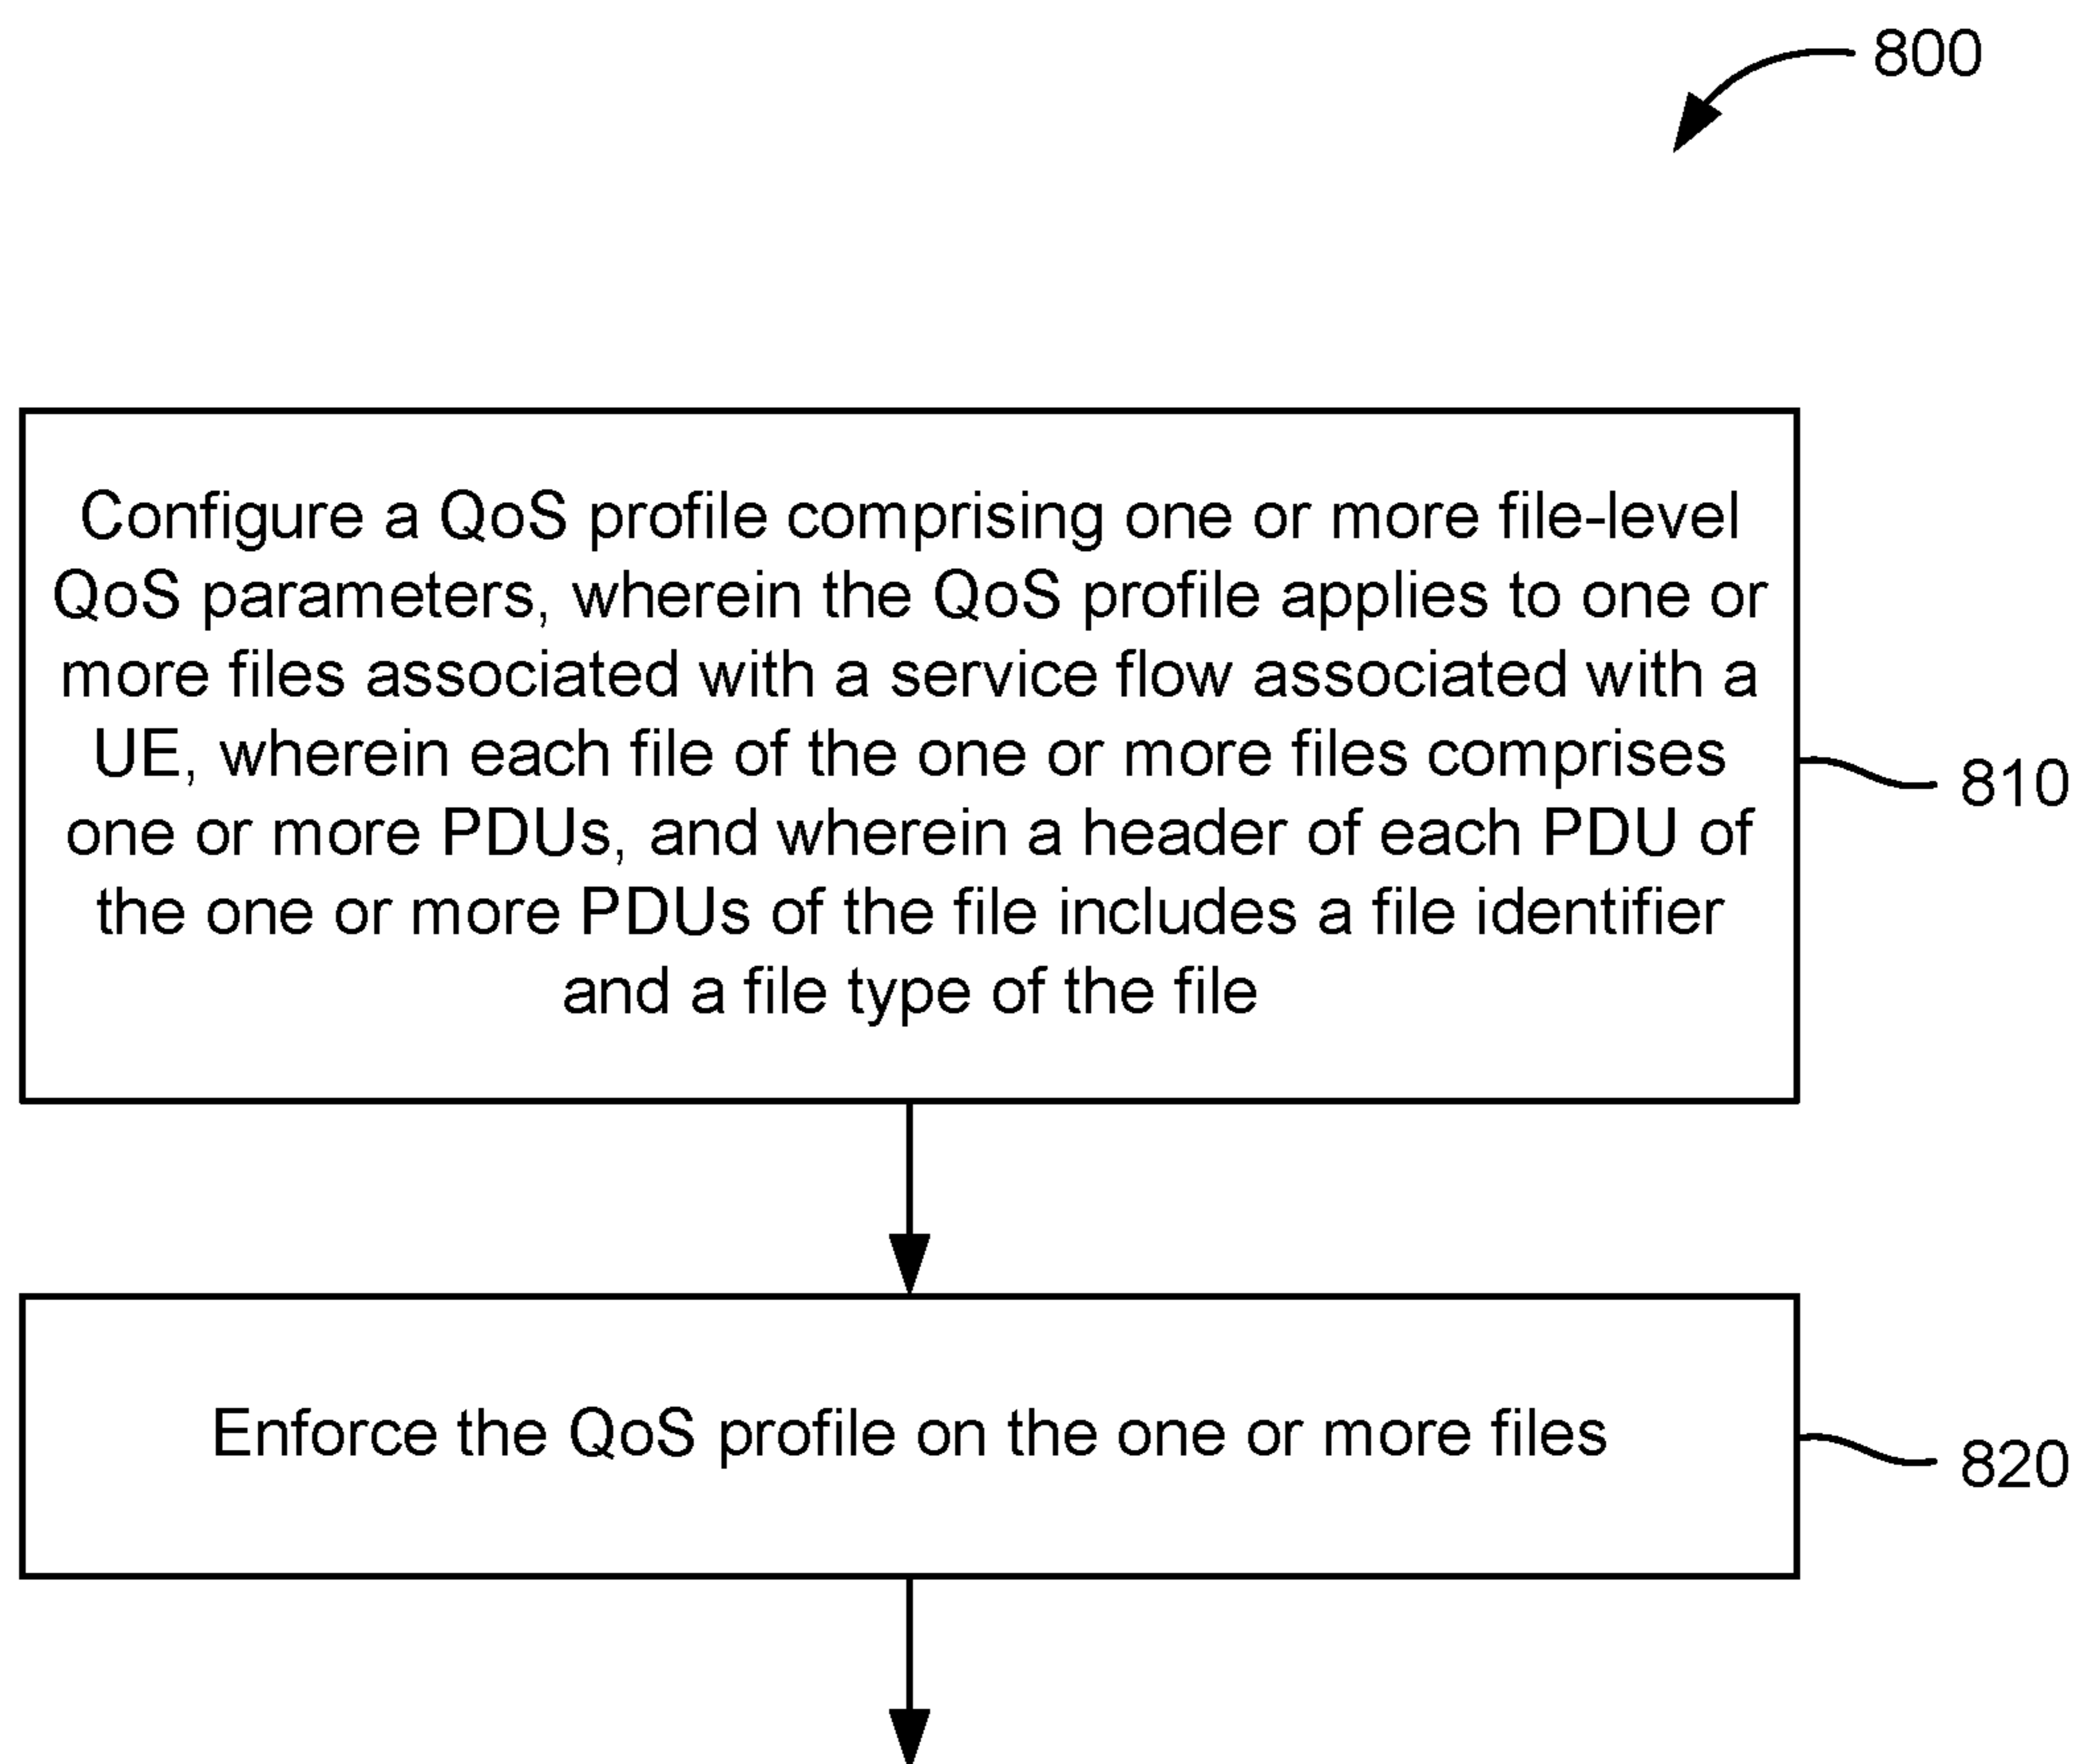 800
Configure a QoS profile comprising one or more file-level
QoS parameters, wherein the QoS profile applies to one or
more files associated with a service flow associated with a
UE, wherein each file of the one or more files comprises
one or more PDUs, and wherein a header of each PDU of
the one or more PDUs of the file includes a file identifier
and a file type of the file
810
Enforce the QoS profile on the one or more files
820